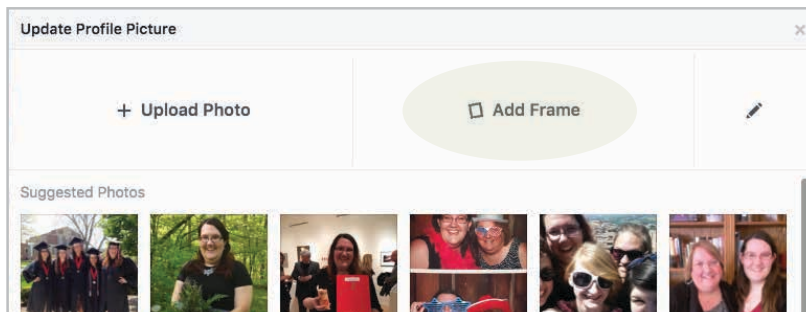 Update Profile Picture
+ Upload Photo
Add Frame
Suggested Photos